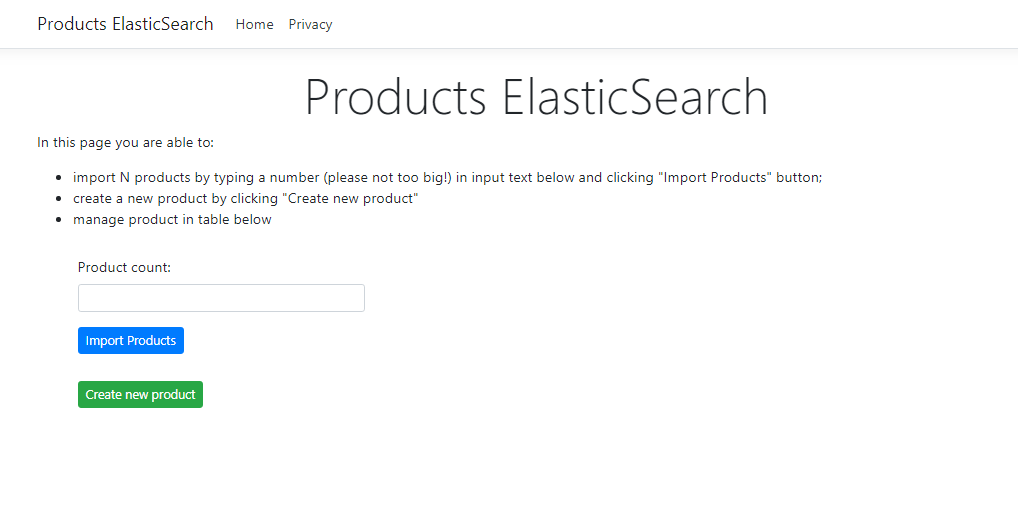 Products ElasticSearch Home Privacy
Products ElasticSearch
In this page you are able to:
import N products by typing a number (please not too big!) in input text below and clicking "Import Products" button;
create a new product by clicking "Create new product"
manage product in table below
Product count:
Import Products
Create new product